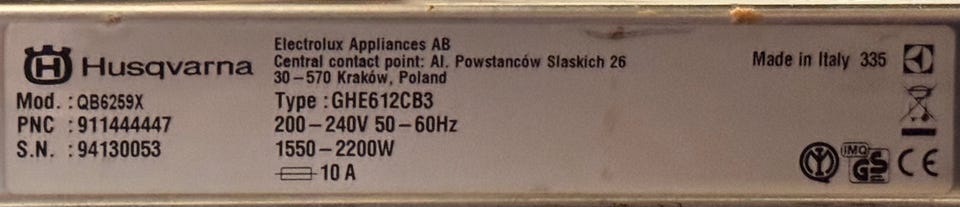 Husqvarna
Electrolux Appliances AB
Central contact point: Al. Powstanców Slaskich 26
30-570 Kraków, Poland
Made in Italy 335
Mod. : QB6259X
PNC : 911444447
S.N. : 94130053
Type : GHE612CB3
200-240V 50-60Hz
1550-2200W
10 A
IMQ
GS
CE